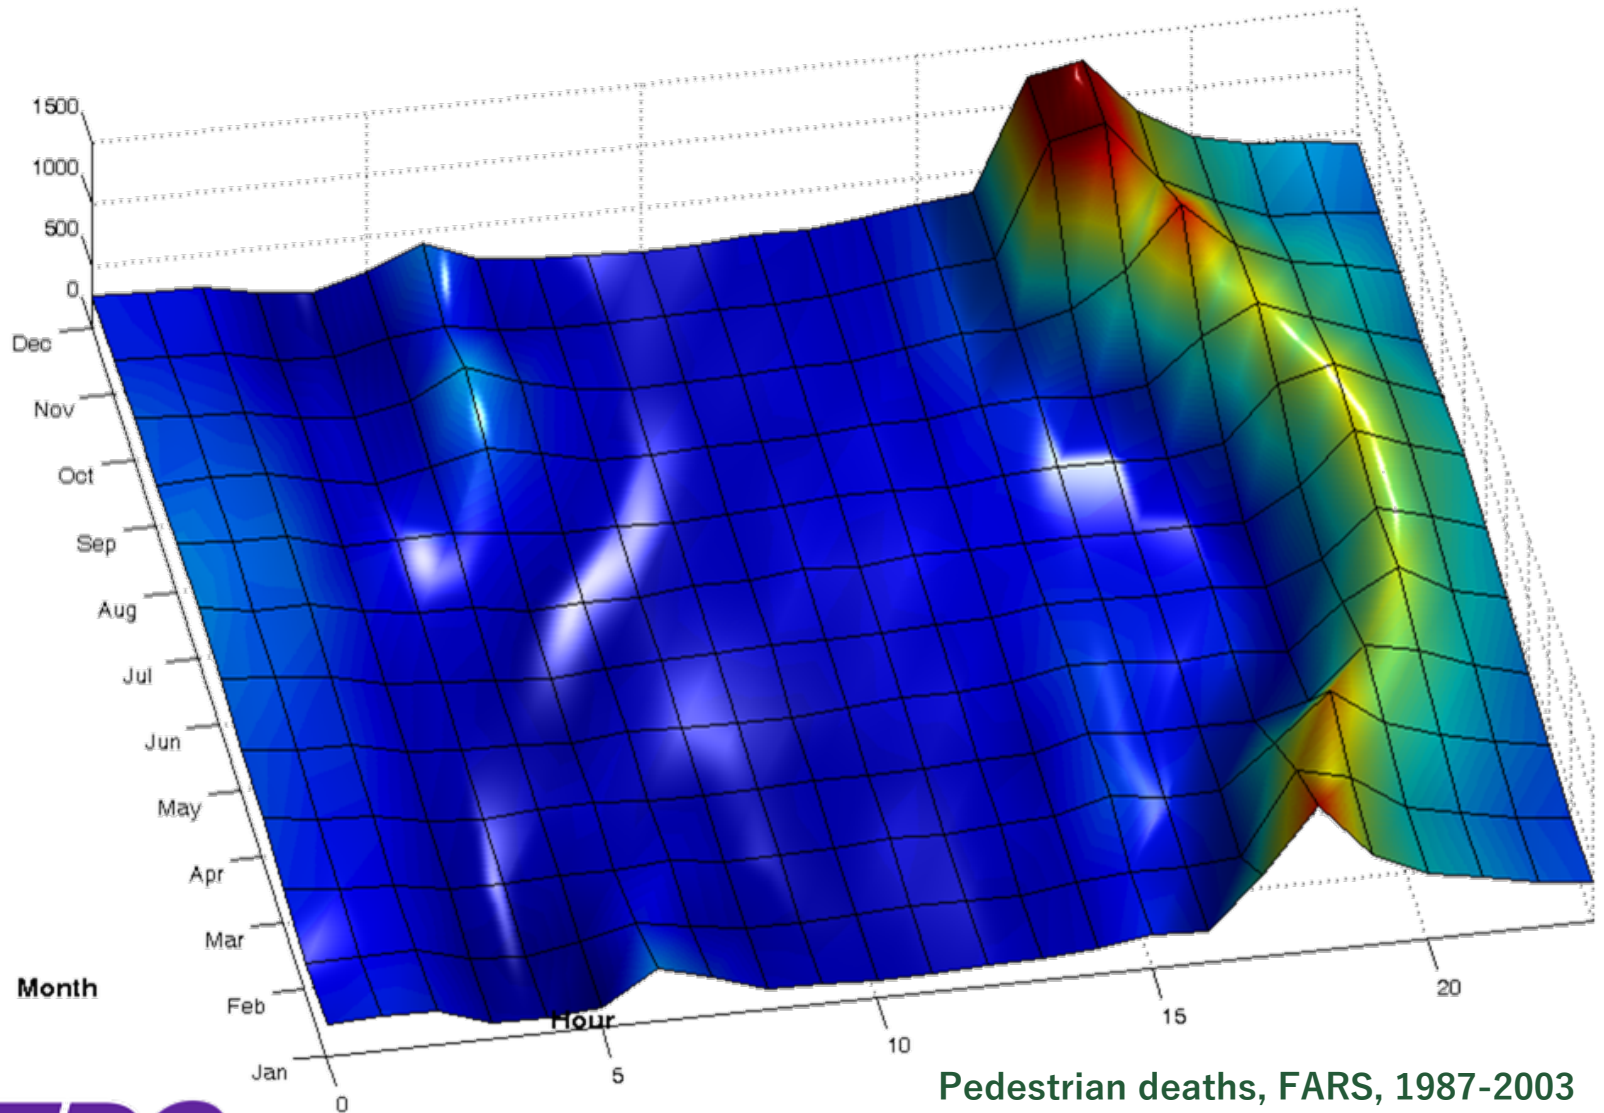 1500
1000
500
0
Dec
Nov
Oct
Sep
Aug
Jul
Jun
May
Apr
Mar
Feb
Jan
Month
Hour
0
5
10
15
20
Pedestrian deaths, FARS, 1987-2003